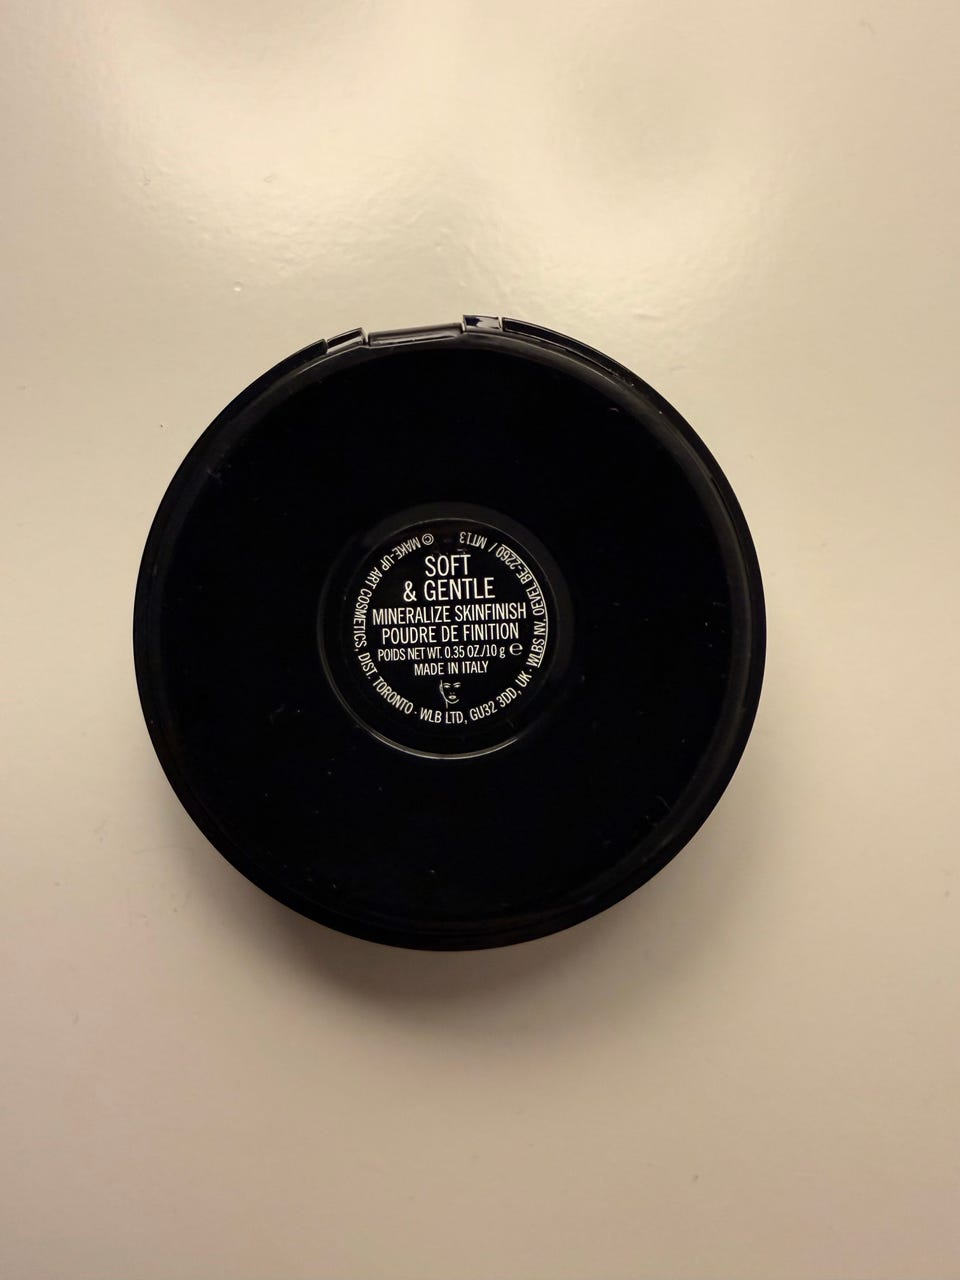 SOFT
& GENTLE
MINERALIZE SKINFINISH
POUDRE DE FINITION
POIDS NET WT. 0.35 OZ./10 g ℮
MADE IN ITALY
© MAKE-UP ART COSMETICS, DIST. TORONTO · WLB LTD, GU32 3DD, UK· WLBS NV, OEVEL BE-2260 / MT13